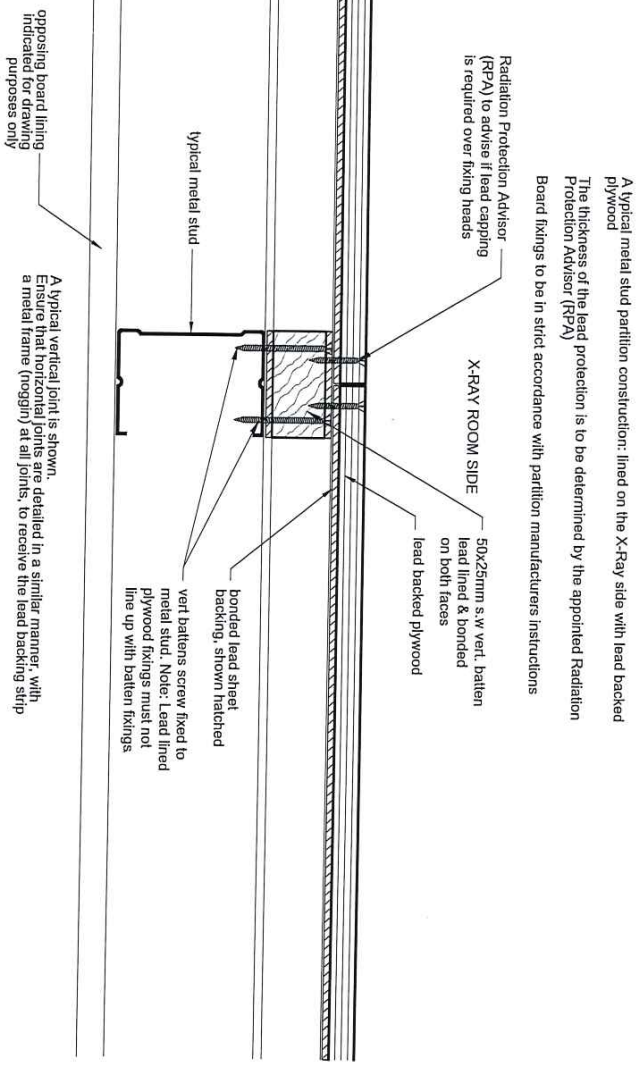 A typical metal stud partition construction: lined on the X-Ray side with lead backed
plywood
The thickness of the lead protection is to be determined by the appointed Radiation
Protection Advisor (RPA)
Board fixings to be in strict accordance with partition manufacturers instructions
Radiation Protection Advisor
(RPA) to advise if lead capping
is required over fixing heads
X-RAY ROOM SIDE
50x25mm s.w vert. batten
lead lined & bonded
on both faces
lead backed plywood
typical metal stud
bonded lead sheet
backing, shown hatched
vert battens screw fixed to
metal stud. Note: Lead lined
plywood fixings must not
line up with batten fixings
opposing board lining
indicated for drawing
purposes only
A typical vertical joint is shown.
Ensure that horizontal joints are detailed in a similar manner, with
a metal frame (noggin) at all joints, to receive the lead backing strip